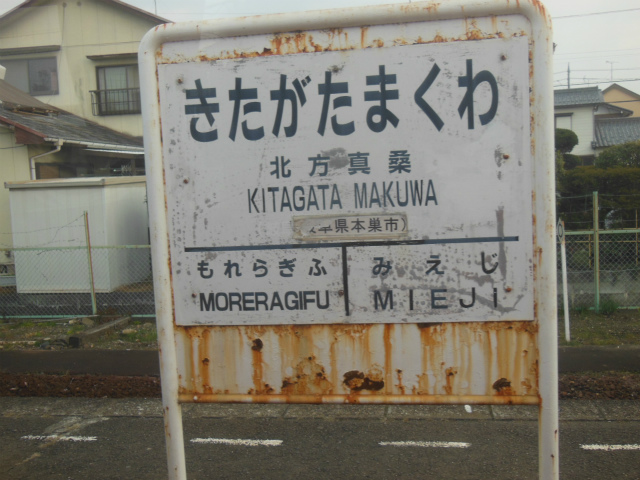 きたがたまくわ
北方真桑
KITAGATA MAKUWA
県本巣市)
もれらぎふ みえじ
MORERAGIFU MIEJi